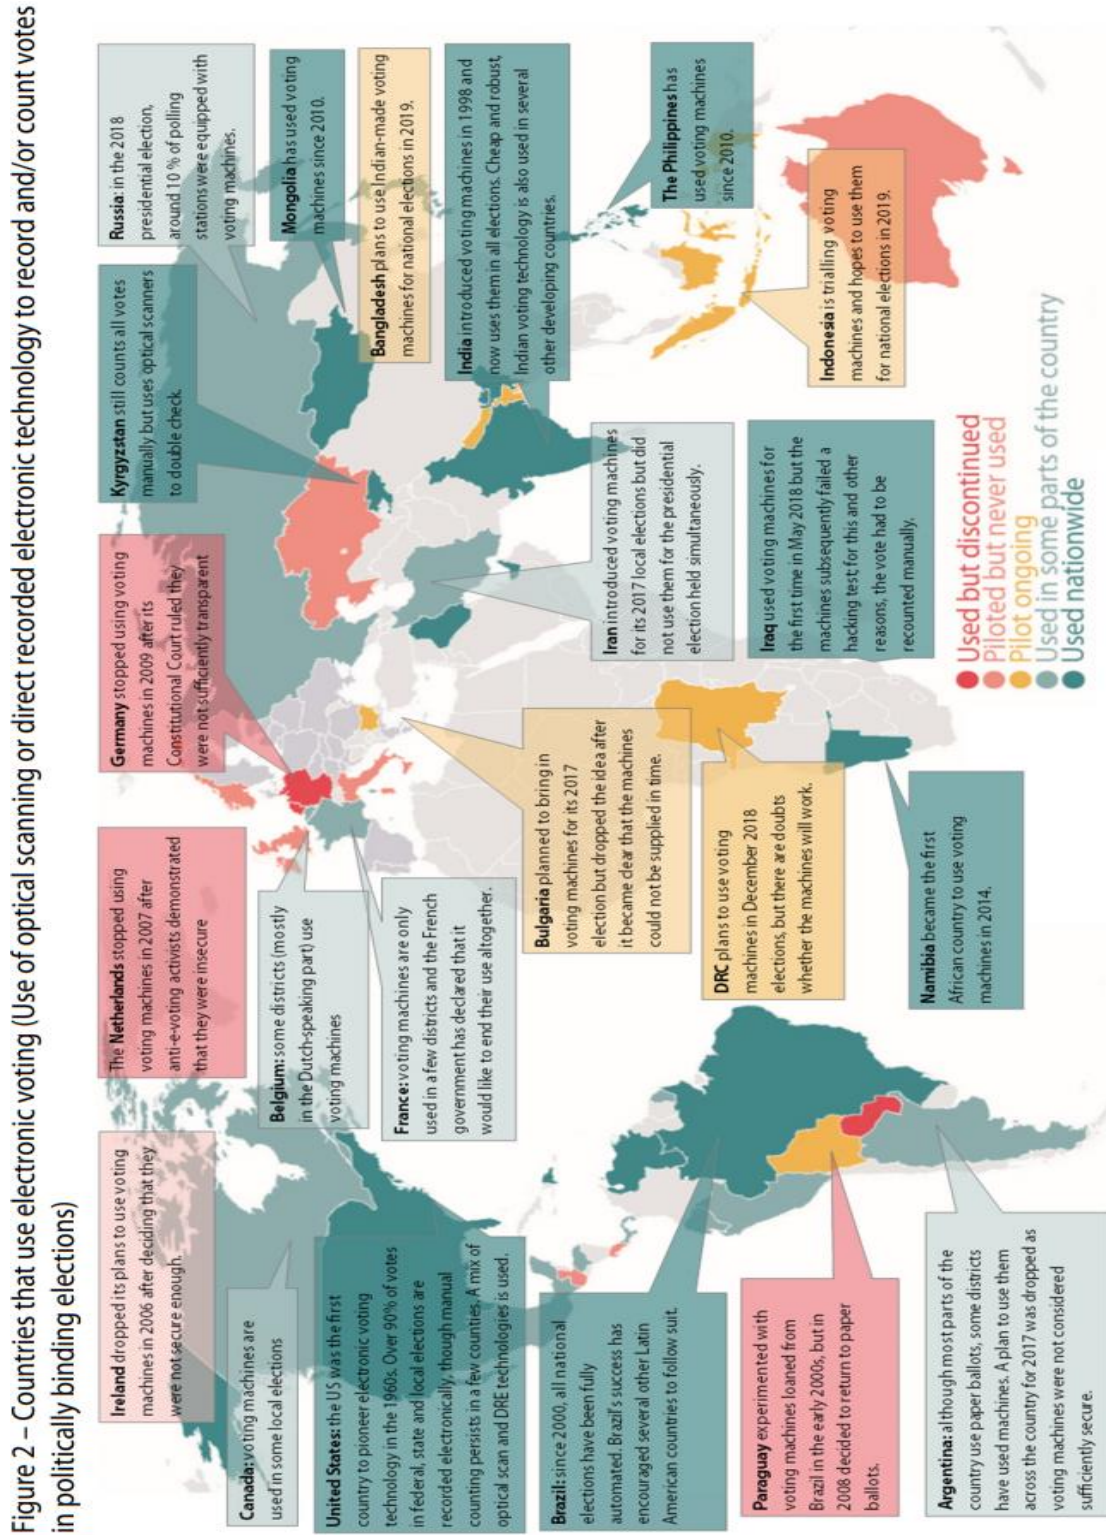 Figure 2 – Countries that use electronic voting (Use of optical scanning or direct recorded electronic technology to record and/or count votes
in politically binding elections)
Ireland dropped its plans to use voting
machines in 2006 after deciding that they
were not secure enough.
Canada: voting machines are
used in some local elections
United States: the US was the first
country to pioneer electronic voting
technology in the 1960s. Over 90% of votes
in federal, state and local elections are
recorded electronically, though manual
counting persists in a few counties. A mix of
optical scan and DRE technologies is used.
Brazil: since 2000, all national
elections have been fully
automated. Brazil's success has
encouraged several other Latin
American countries to follow suit.
Paraguay experimented with
voting machines loaned from
Brazil in the early 2000s, but in
2008 decided to return to paper
ballots.
Argentina: although most parts of the
country use paper ballots, some districts
have used machines. A plan to use them
across the country for 2017 was dropped as
voting machines were not considered
sufficiently secure.
The Netherlands stopped using
voting machines in 2007 after
anti-e-voting activists demonstrated
that they were insecure
Belgium: some districts (mostly
in the Dutch-speaking part) use
voting machines
France: voting machines are only
used in a few districts and the French
government has declared that it
would like to end their use altogether.
Germany stopped using voting
machines in 2009 after its
Constitutional Court ruled they
were not sufficiently transparent
Bulgaria planned to bring in
voting machines for its 2017
election but dropped the idea after
it became clear that the machines
could not be supplied in time.
DRC plans to use voting
machines in December 2018
elections, but there are doubts
whether the machines will work.
Namibia became the first
African country to use voting
machines in 2014.
Kyrgyzstan still counts all votes
manually but uses optical scanners
to double check.
Iran introduced voting machines
for its 2017 local elections but did
not use them for the presidential
election held simultaneously.
Iraq used voting machines for
the first time in May 2018 but the
machines subsequently failed a
hacking test; for this and other
reasons, the vote had to be
recounted manually.
Russia: in the 2018
presidential election,
around 10 % of polling
stations were equipped with
voting machines.
Mongolia has used voting
machines since 2010.
Bangladesh plans to use Indian-made voting
machines for national elections in 2019.
India introduced voting machines in 1998 and
now uses them in all elections. Cheap and robust,
Indian voting technology is also used in several
other developing countries.
The Philippines has
used voting machines
since 2010.
Indonesia is trialling voting
machines and hopes to use them
for national elections in 2019.
Used but discontinued
Piloted but never used
Pilot ongoing
Used in some parts of the country
Used nationwide